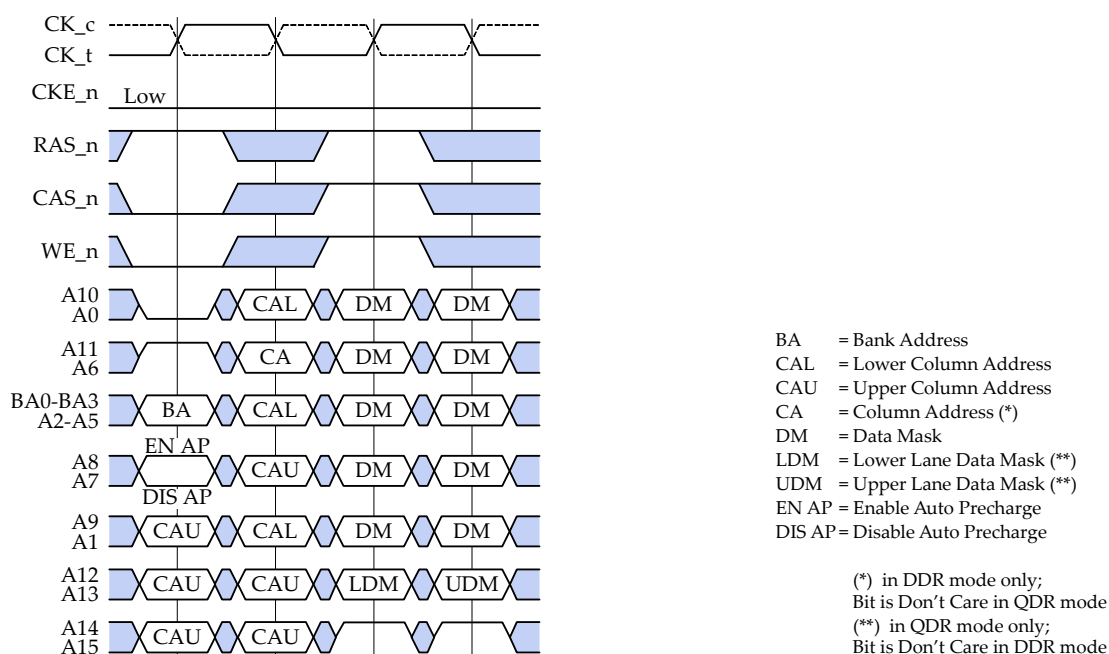 CK_c
CK_t
CKE_n Low
RAS_n
CAS_n
WE_n
A10
A0 CAL DM DM
A11
A6 CA DM DM
BA0-BA3
A2-A5 BA CAL DM DM
EN AP
A8
A7 CAU DM DM
DIS AP
A9
A1 CAU CAL DM DM
A12
A13 CAU CAU LDM UDM
A14
A15 CAU CAU
BA = Bank Address
CAL = Lower Column Address
CAU = Upper Column Address
CA = Column Address (*)
DM = Data Mask
LDM = Lower Lane Data Mask (**)
UDM = Upper Lane Data Mask (**)
EN AP = Enable Auto Precharge
DIS AP = Disable Auto Precharge
(*) in DDR mode only;
Bit is Don't Care in QDR mode
(**) in QDR mode only;
Bit is Don't Care in DDR mode